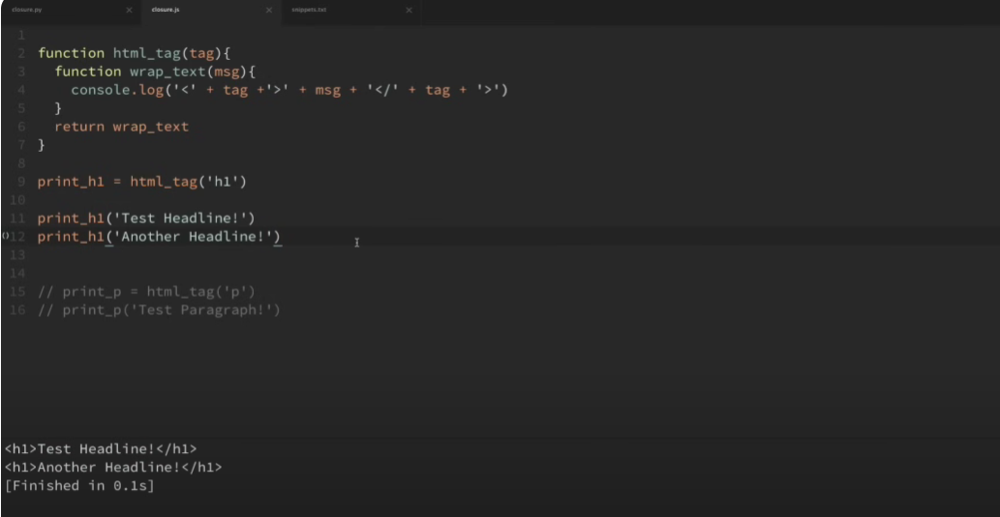 closure.py × closure.js × snippets.txt ×
1
2 function html_tag(tag){
3   function wrap_text(msg){
4     console.log('<' + tag +'>' + msg + '</' + tag + '>')
5   }
6   return wrap_text
7 }
8
9 print_h1 = html_tag('h1')
10
11 print_h1('Test Headline!')
12 print_h1('Another Headline!')
13
14
15 // print_p = html_tag('p')
16 // print_p('Test Paragraph!')
<h1>Test Headline!</h1>
<h1>Another Headline!</h1>
[Finished in 0.1s]